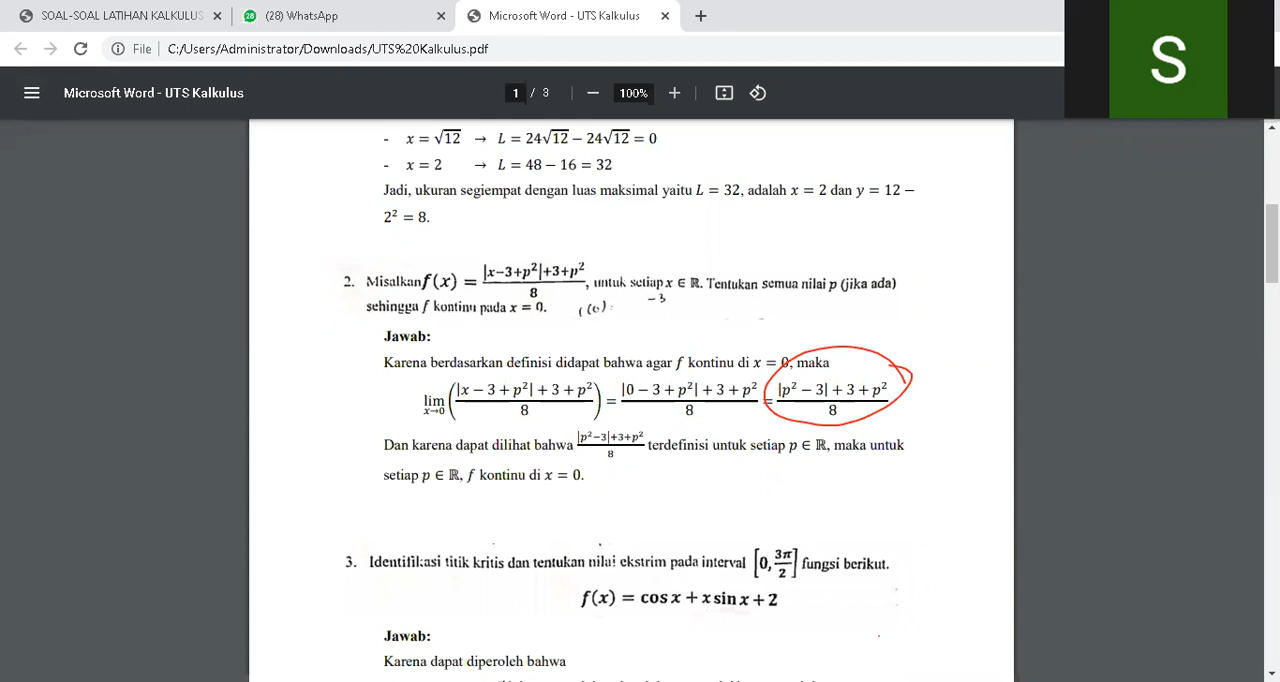 SOAL-SOAL LATIHAN KALKULUS
(28) WhatsApp
Microsoft Word - UTS Kalkulus
File
C:/Users/Administrator/Downloads/UTS%20Kalkulus.pdf
S
Microsoft Word - UTS Kalkulus
1 / 3
100%
- x = √12 → L = 24√12 − 24√12 = 0
- x = 2 → L = 48 − 16 = 32
Jadi, ukuran segiempat dengan luas maksimal yaitu L = 32, adalah x = 2 dan y = 12 −
2² = 8.
2. Misalkan f(x) = (|x−3+p²|+3+p²)/8, untuk setiap x ∈ ℝ. Tentukan semua nilai p (jika ada)
sehingga f kontinu pada x = 0.
−3
Jawab:
Karena berdasarkan definisi didapat bahwa agar f kontinu di x = 0, maka
lim x→0 ((|x − 3 + p²| + 3 + p²)/8) = (|0 − 3 + p²| + 3 + p²)/8 = (|p² − 3| + 3 + p²)/8
Dan karena dapat dilihat bahwa (|p²−3|+3+p²)/8 terdefinisi untuk setiap p ∈ ℝ, maka untuk
setiap p ∈ ℝ, f kontinu di x = 0.
3. Identifikasi titik kritis dan tentukan nilai ekstrim pada interval [0, 3π/2] fungsi berikut.
f(x) = cos x + x sin x + 2
Jawab:
Karena dapat diperoleh bahwa